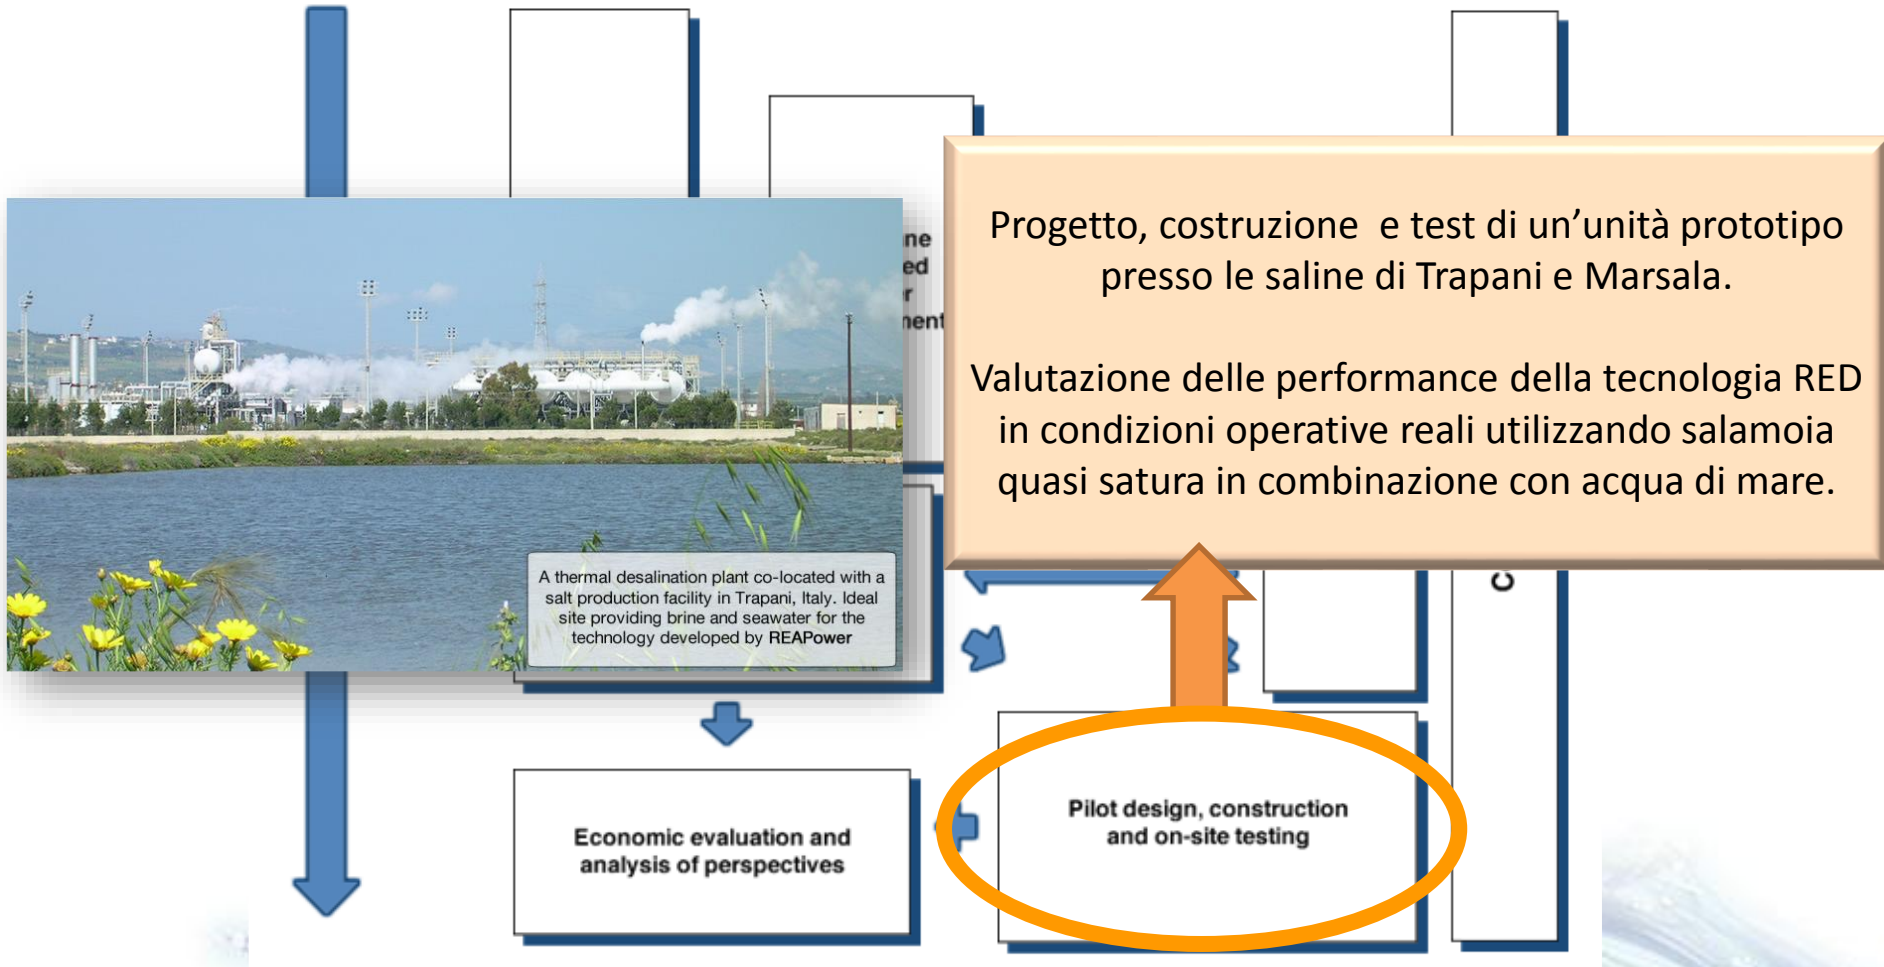 Progetto, costruzione e test di un’unità prototipo
presso le saline di Trapani e Marsala.
Valutazione delle performance della tecnologia RED
in condizioni operative reali utilizzando salamoia
quasi satura in combinazione con acqua di mare.
A thermal desalination plant co-located with a
salt production facility in Trapani, Italy. Ideal
site providing brine and seawater for the
technology developed by REAPower
Pilot design, construction
and on-site testing
Economic evaluation and
analysis of perspectives